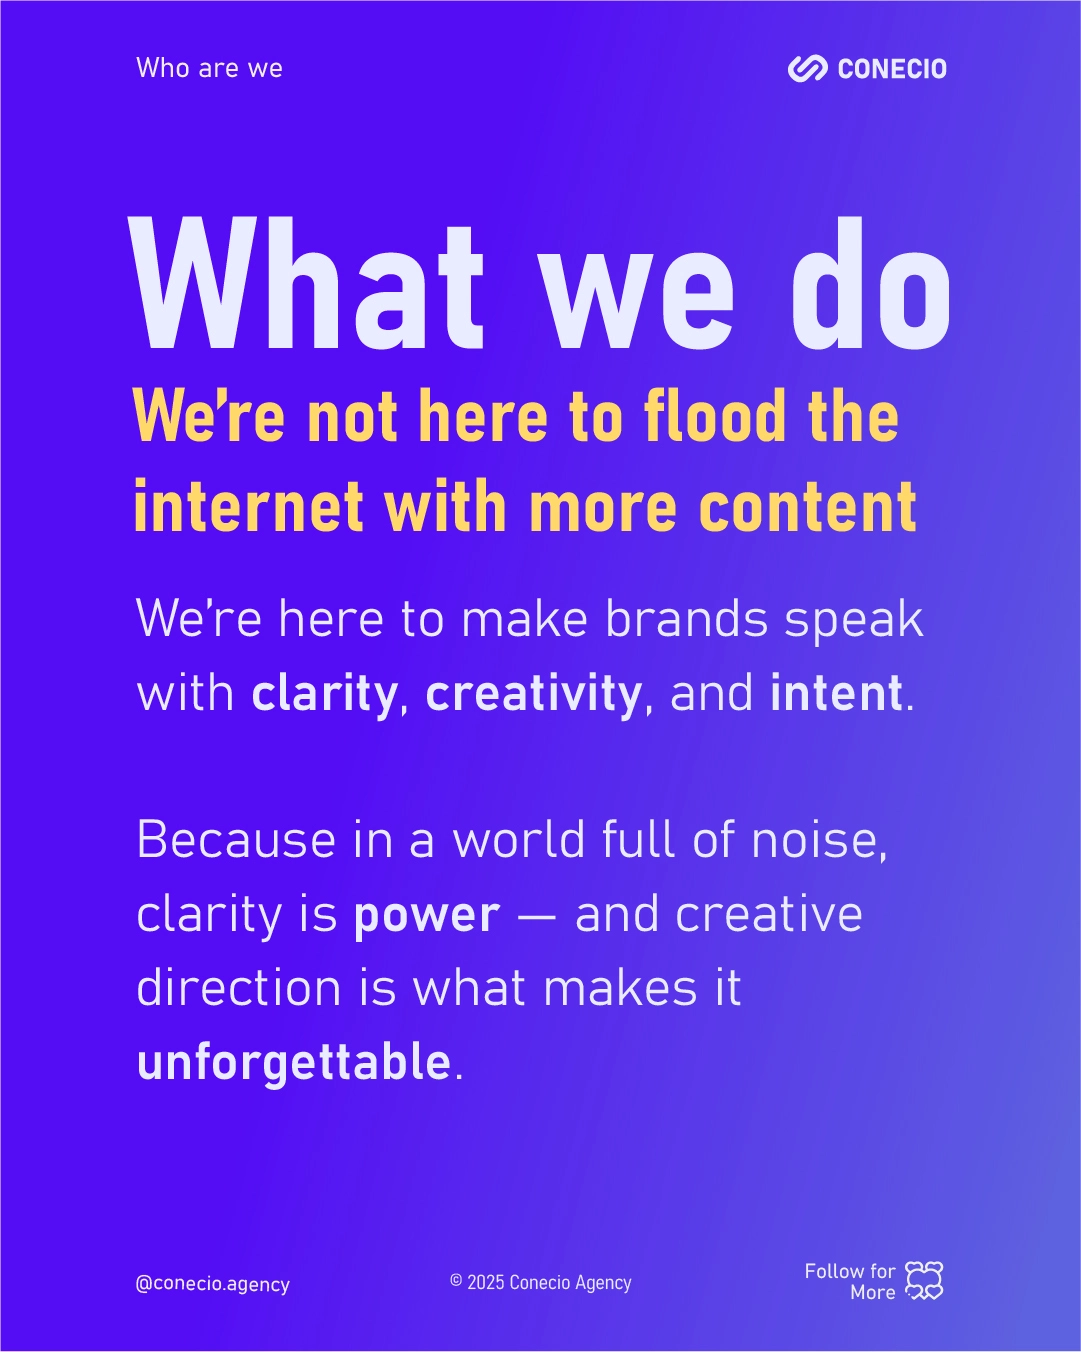 Who are we
CONECIO
What we do
We’re not here to flood the
internet with more content
We’re here to make brands speak
with clarity, creativity, and intent.
Because in a world full of noise,
clarity is power — and creative
direction is what makes it
unforgettable.
@conecio.agency
© 2025 Conecio Agency
Follow for
More